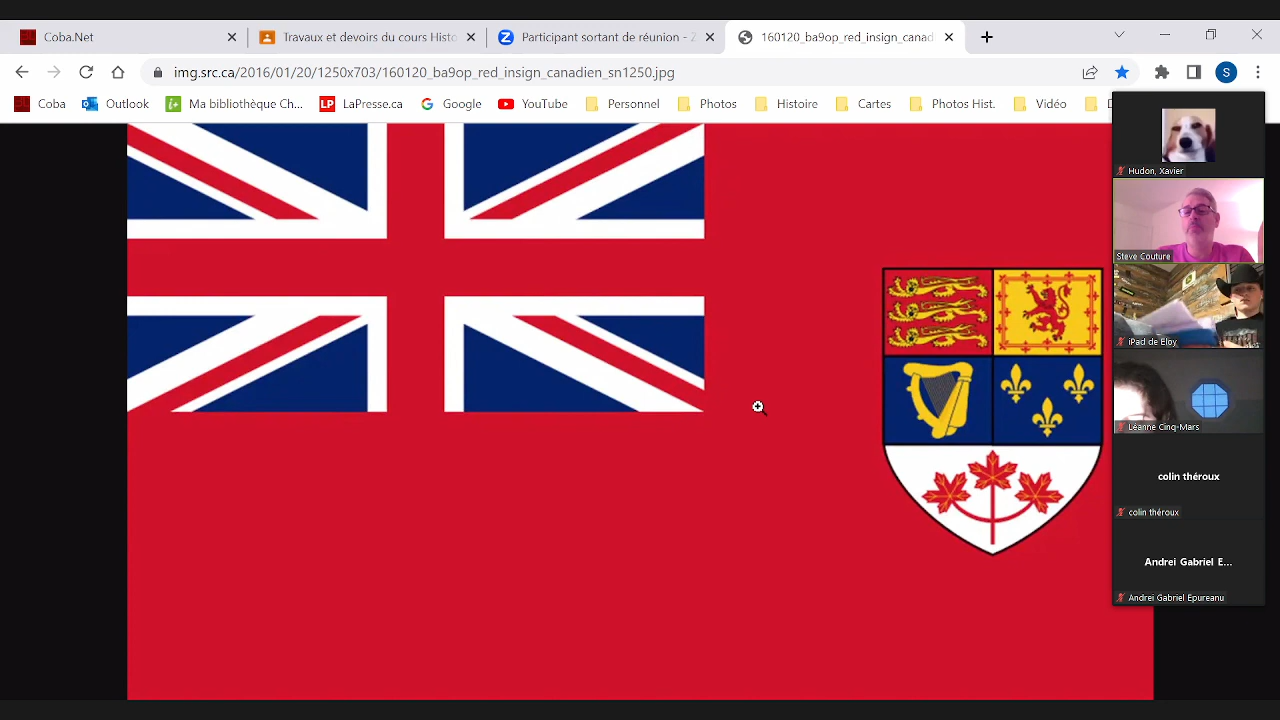 Coba.Net
Travaux et devoirs du cours Histo
Participant sortant de réunion - Z
160120_ba9op_red_insign_canad
img.src.ca/2016/01/20/1250x703/160120_ba9op_red_insign_canadien_sn1250.jpg
S
Coba
Outlook
Ma bibliothèque Ch...
LP
LaPresse.ca
Google
YouTube
Personnel
Photos
Histoire
Cartes
Photos Hist.
Vidéo
D
Hudon, Xavier
Steve Couture
iPad de Eloy
Léanne Cinq-Mars
colin théroux
colin théroux
Andrei Gabriel E...
Andrei Gabriel Epureanu